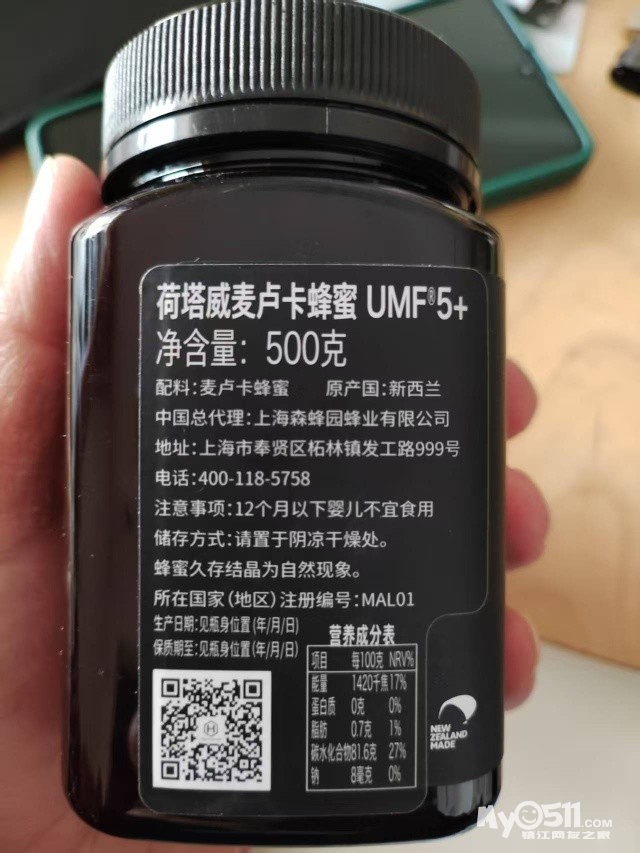 荷塔威麦卢卡蜂蜜 UMF®5+
净含量：500克
配料：麦卢卡蜂蜜 原产国：新西兰
中国总代理：上海森蜂园蜂业有限公司
地址：上海市奉贤区柘林镇发工路999号
电话：400-118-5758
注意事项：12个月以下婴儿不宜食用
储存方式：请置于阴凉干燥处。
蜂蜜久存结晶为自然现象。
所在国家（地区）注册编号：MAL01
生产日期：见瓶身位置（年/月/日）
保质期至：见瓶身位置（年/月/日）
营养成分表
项目 每100克 NRV%
能量 1420千焦 17%
蛋白质 0克 0%
脂肪 0.7克 1%
碳水化合物 81.6克 27%
钠 8毫克 0%
NEW
ZEALAND
MADE
MyO511.COM
镇江网友之家